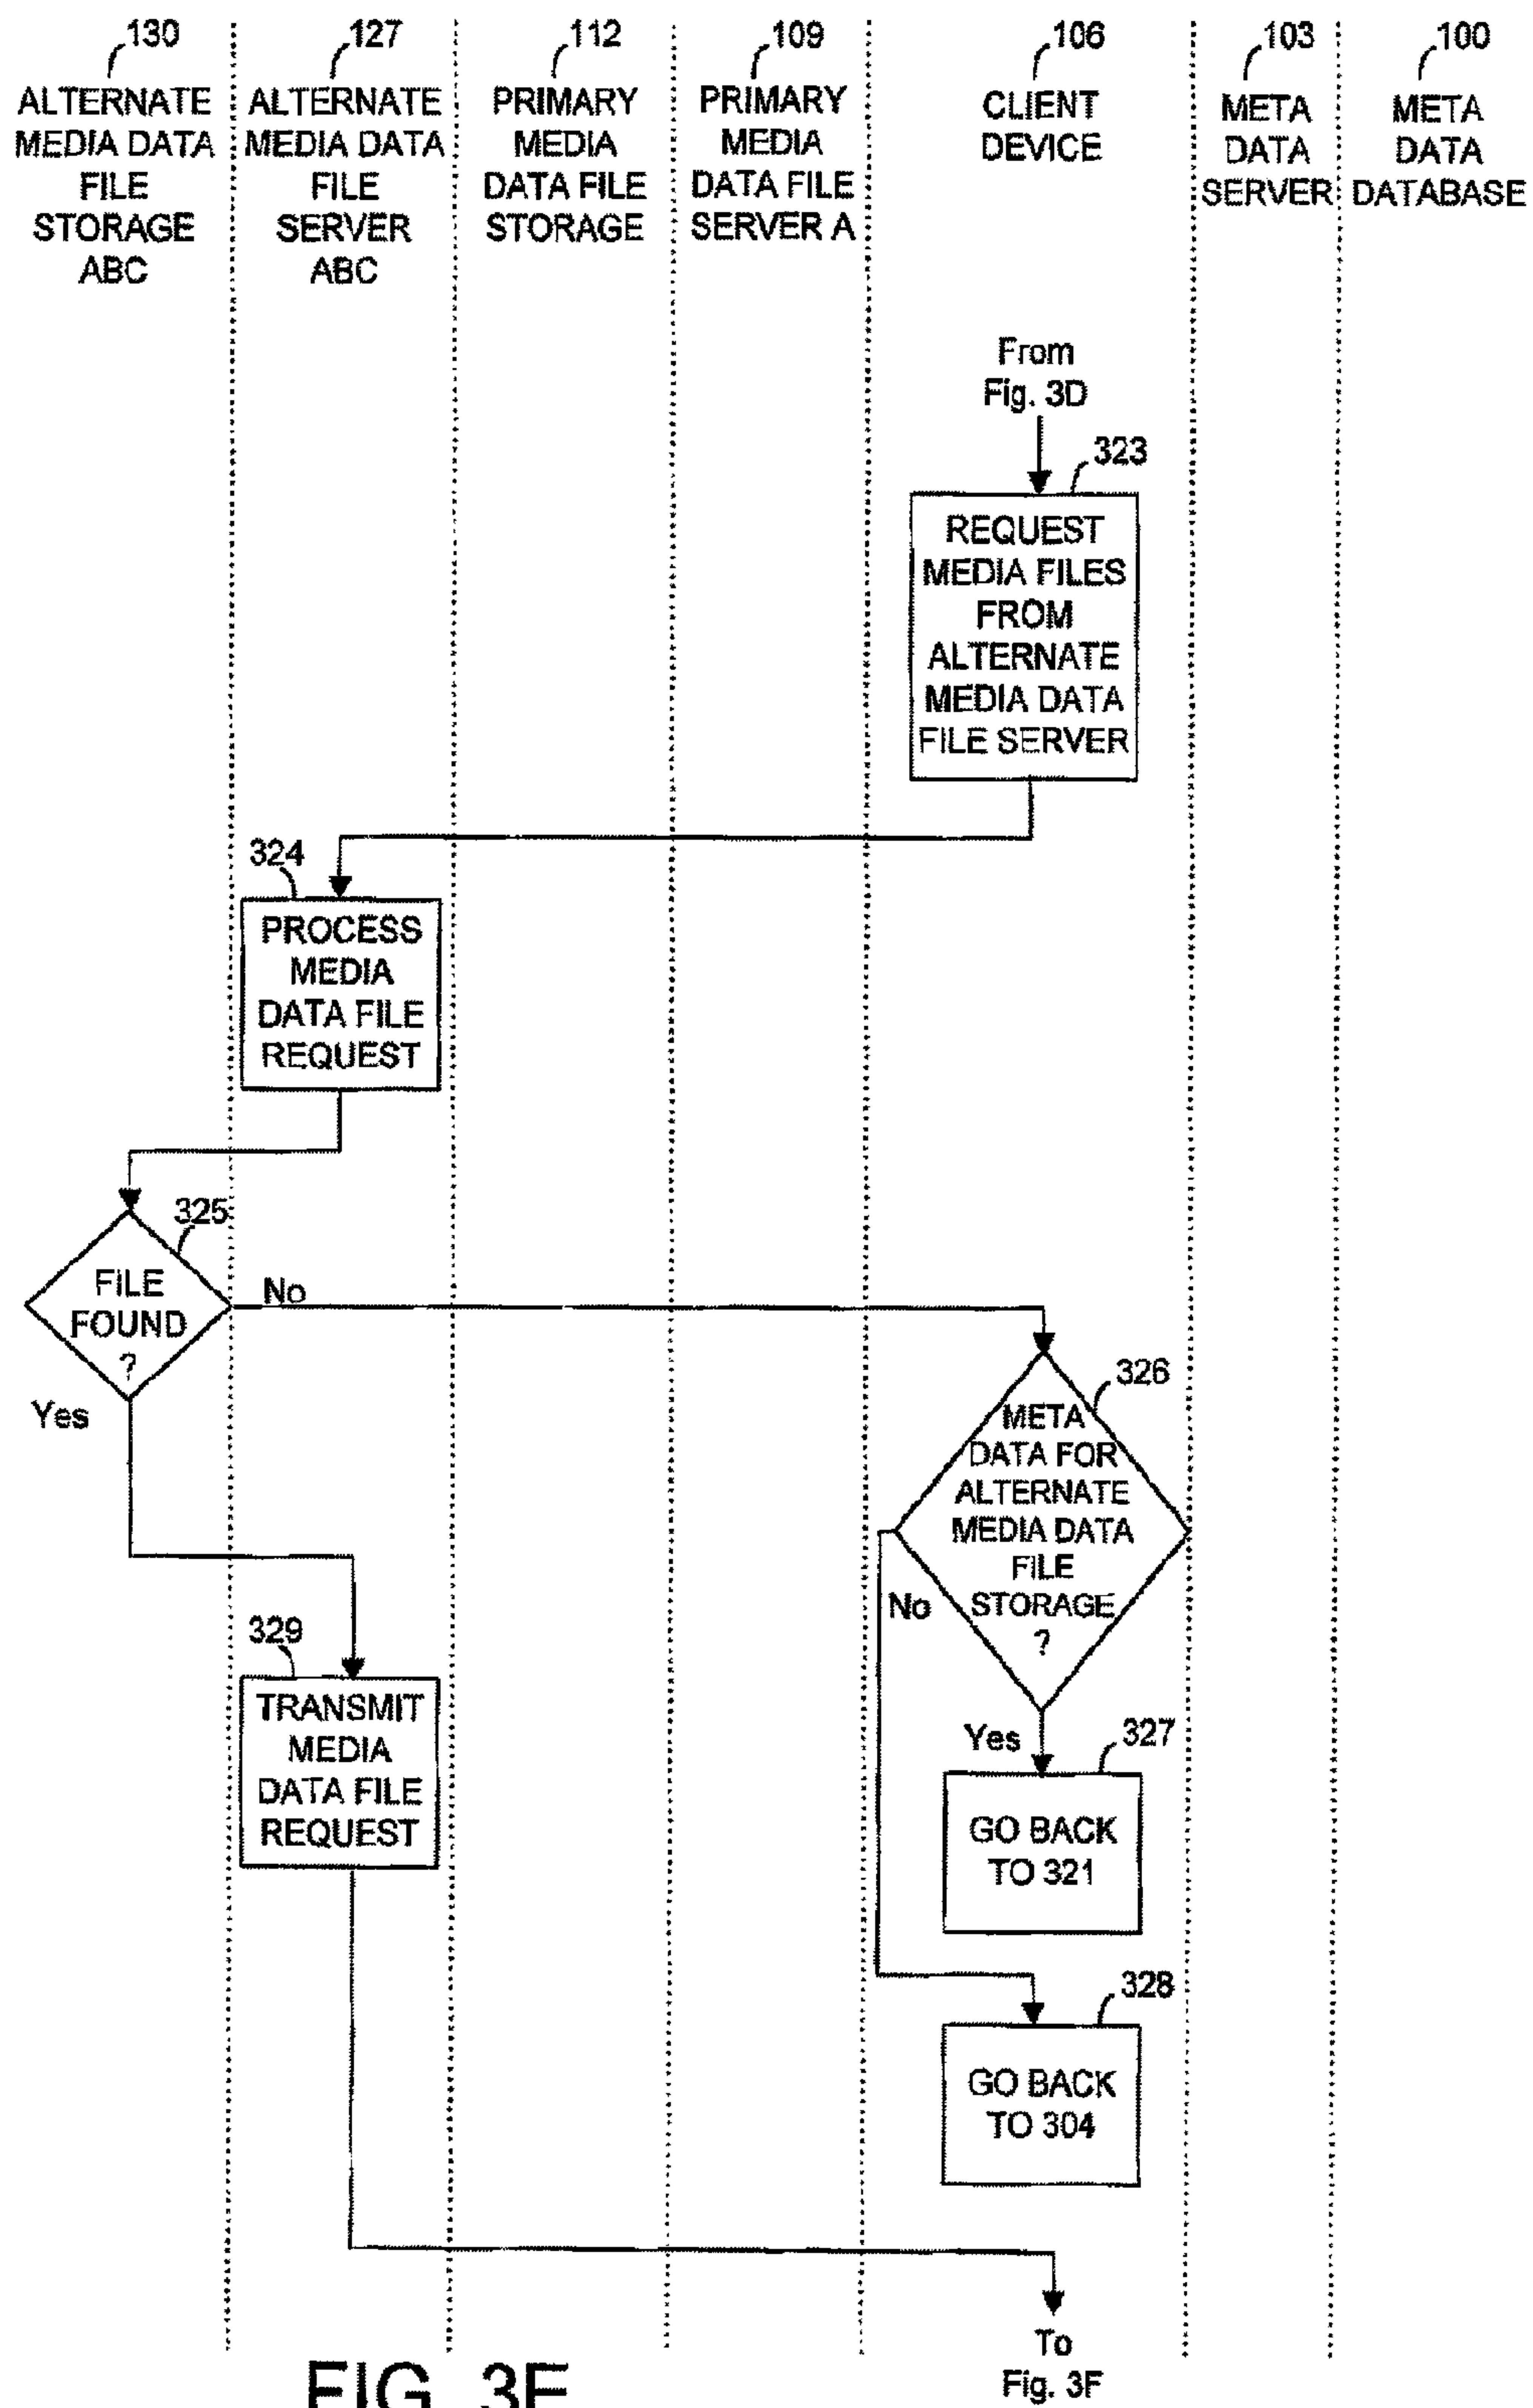 130
ALTERNATE
MEDIA DATA
FILE
STORAGE
ABC
127
ALTERNATE
MEDIA DATA
FILE
SERVER
ABC
112
PRIMARY
MEDIA
DATA FILE
STORAGE
109
PRIMARY
MEDIA
DATA FILE
SERVER A
106
CLIENT
DEVICE
103
META
DATA
SERVER
100
META
DATA
DATABASE
From
Fig. 3D
323
REQUEST
MEDIA FILES
FROM
ALTERNATE
MEDIA DATA
FILE SERVER
324
PROCESS
MEDIA
DATA FILE
REQUEST
325
FILE
FOUND
?
No
Yes
326
META
DATA FOR
ALTERNATE
MEDIA DATA
FILE
STORAGE
?
No
Yes
327
GO BACK
TO 321
328
GO BACK
TO 304
329
TRANSMIT
MEDIA
DATA FILE
REQUEST
To
Fig. 3F
FIG. 3E